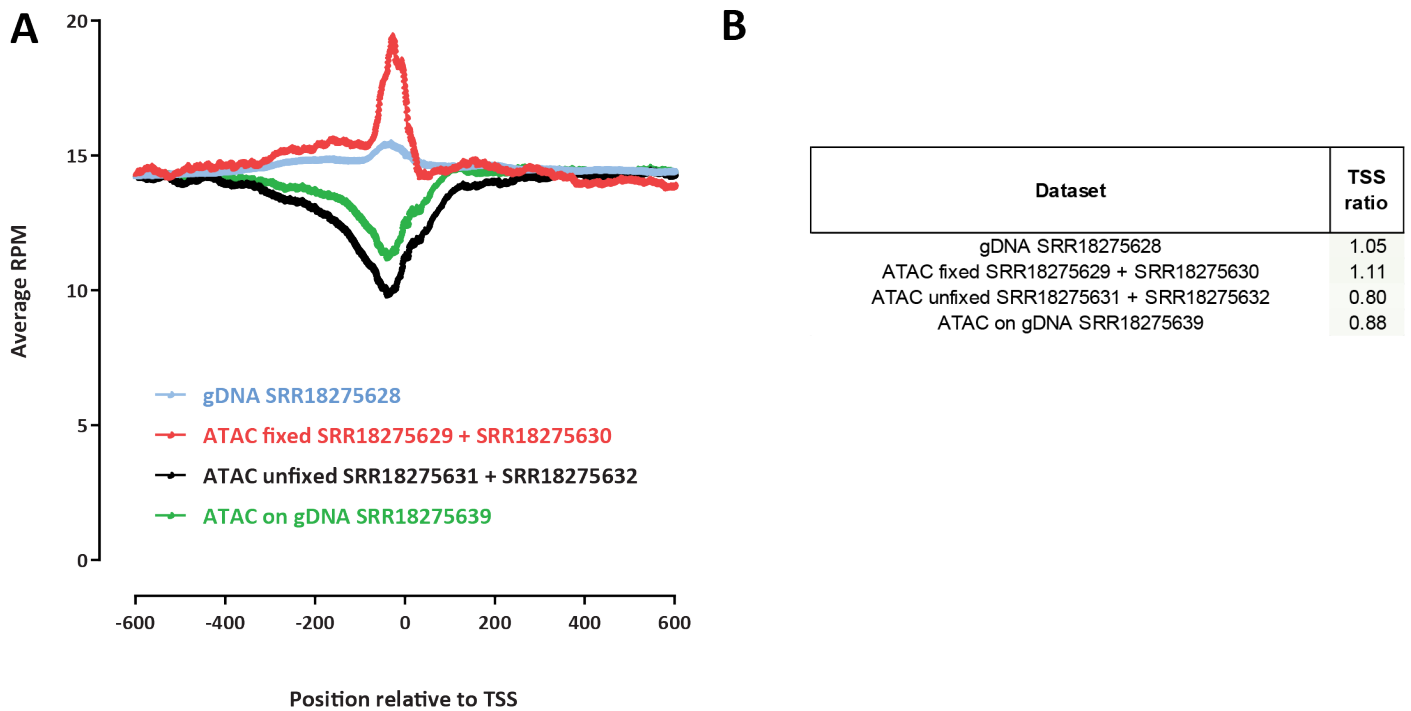 A
20
15
10
5
0
Average RPM
gDNA SRR18275628
ATAC fixed SRR18275629 + SRR18275630
ATAC unfixed SRR18275631 + SRR18275632
ATAC on gDNA SRR18275639
-600 -400 -200 0 200 400 600
Position relative to TSS
B
Dataset TSS
ratio
gDNA SRR18275628 1.05
ATAC fixed SRR18275629 + SRR18275630 1.11
ATAC unfixed SRR18275631 + SRR18275632 0.80
ATAC on gDNA SRR18275639 0.88